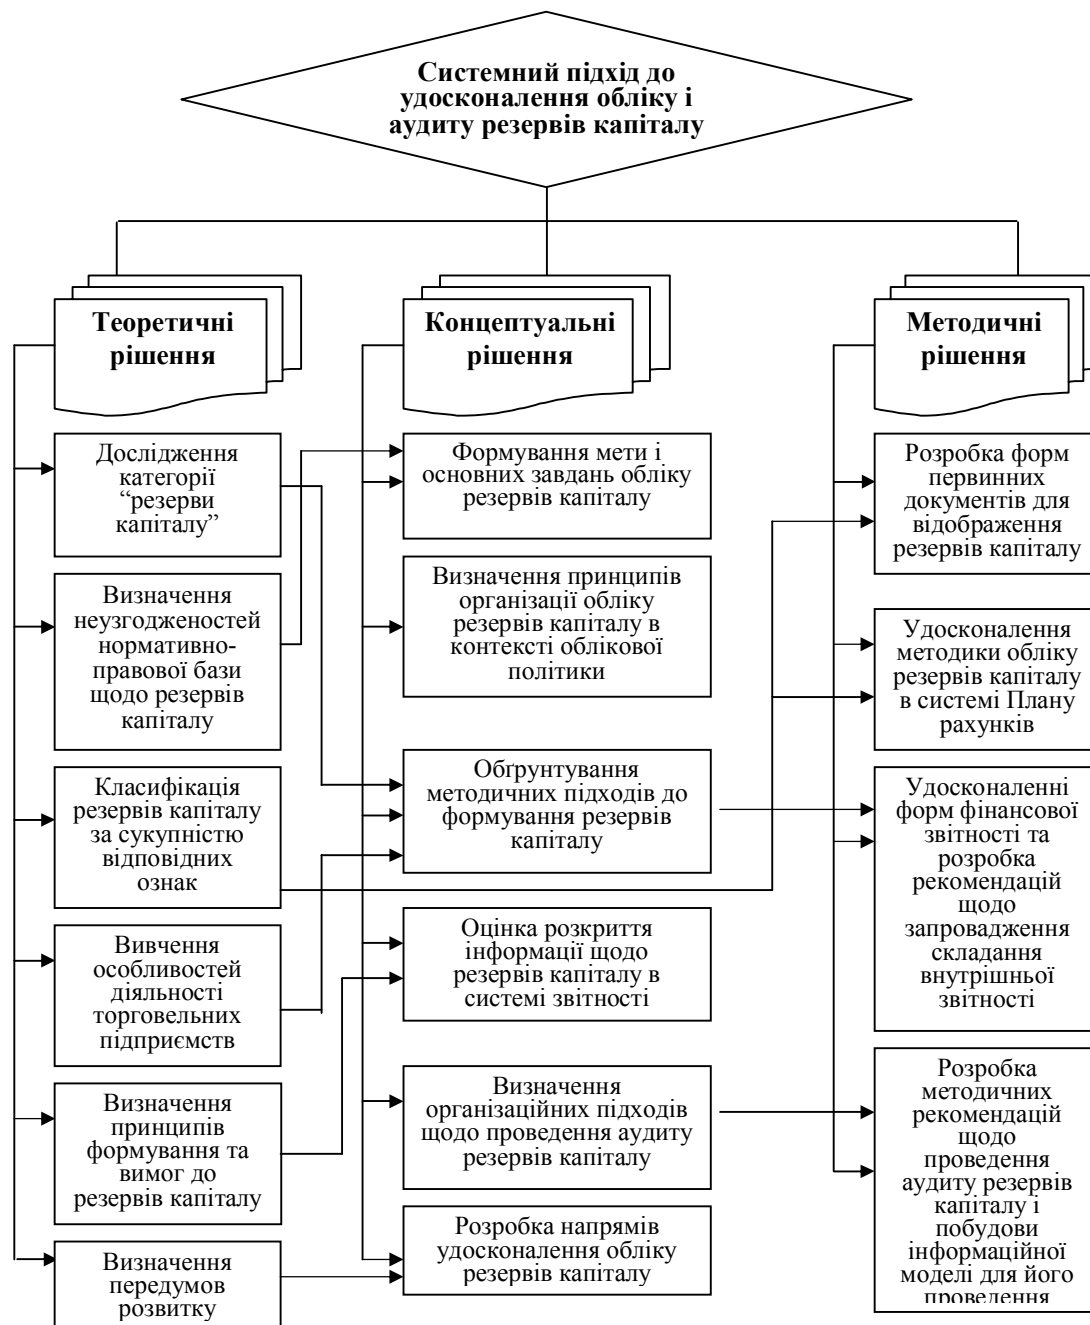 Системний підхід до
удосконалення обліку і
аудиту резервів капіталу
Теоретичні
рішення
Концептуальні
рішення
Методичні
рішення
Дослідження
категорії
“резерви
капіталу”
Визначення
неузгодженостей
нормативно-
правової бази
щодо резервів
капіталу
Класифікація
резервів капіталу
за сукупністю
відповідних
ознак
Вивчення
особливостей
діяльності
торговельних
підприємств
Визначення
принципів
формування та
вимог до
резервів капіталу
Визначення
передумов
розвитку
Формування мети і
основних завдань обліку
резервів капіталу
Визначення принципів
організації обліку
резервів капіталу в
контексті облікової
політики
Обґрунтування
методичних підходів до
формування резервів
капіталу
Оцінка розкриття
інформації щодо
резервів капіталу в
системі звітності
Визначення
організаційних підходів
щодо проведення аудиту
резервів капіталу
Розробка напрямів
удосконалення обліку
резервів капіталу
Розробка форм
первинних
документів для
відображення
резервів капіталу
Удосконалення
методики обліку
резервів капіталу
в системі Плану
рахунків
Удосконаленні
форм фінансової
звітності та
розробка
рекомендацій
щодо
запровадження
складання
внутрішньої
звітності
Розробка
методичних
рекомендацій
щодо
проведення
аудиту резервів
капіталу і
побудови
інформаційної
моделі для його
проведення